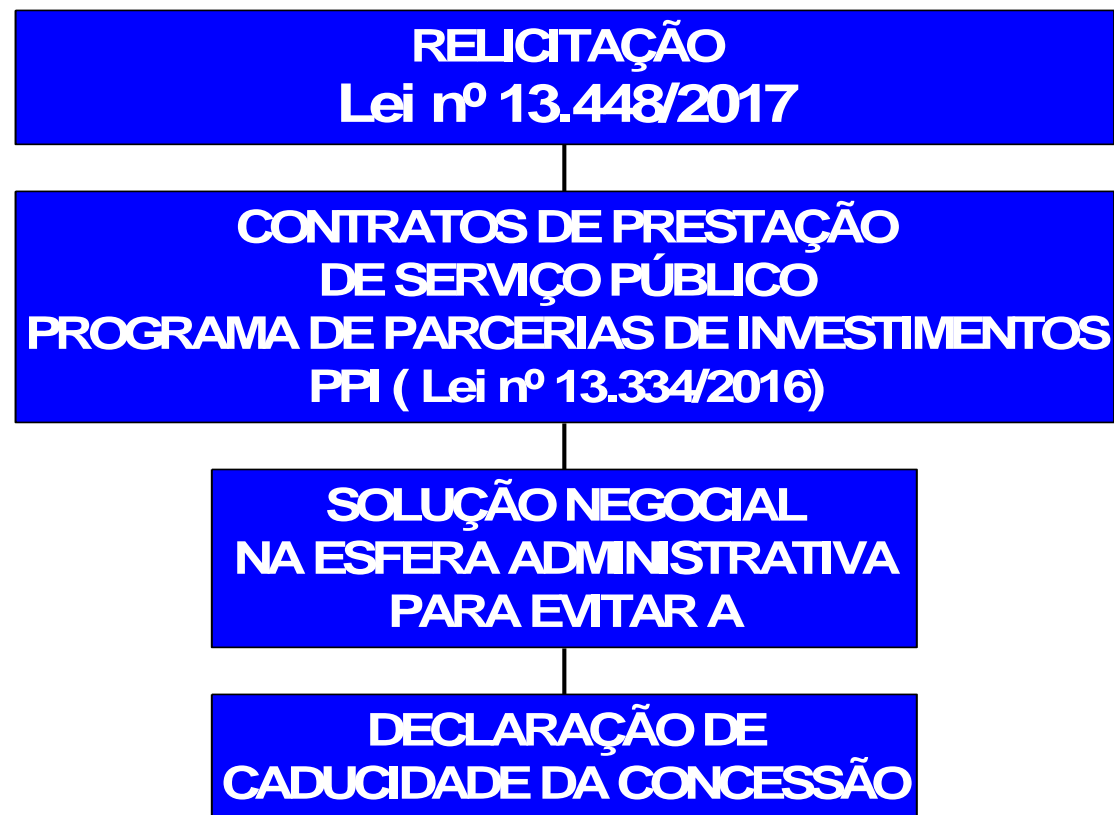 RELICITAÇÃO
Lei nº 13.448/2017
CONTRATOS DE PRESTAÇÃO
DE SERVIÇO PÚBLICO
PROGRAMA DE PARCERIAS DE INVESTIMENTOS
PPI ( Lei nº 13.334/2016)
SOLUÇÃO NEGOCIAL
NA ESFERA ADMINISTRATIVA
PARA EVITAR A
DECLARAÇÃO DE
CADUCIDADE DA CONCESSÃO